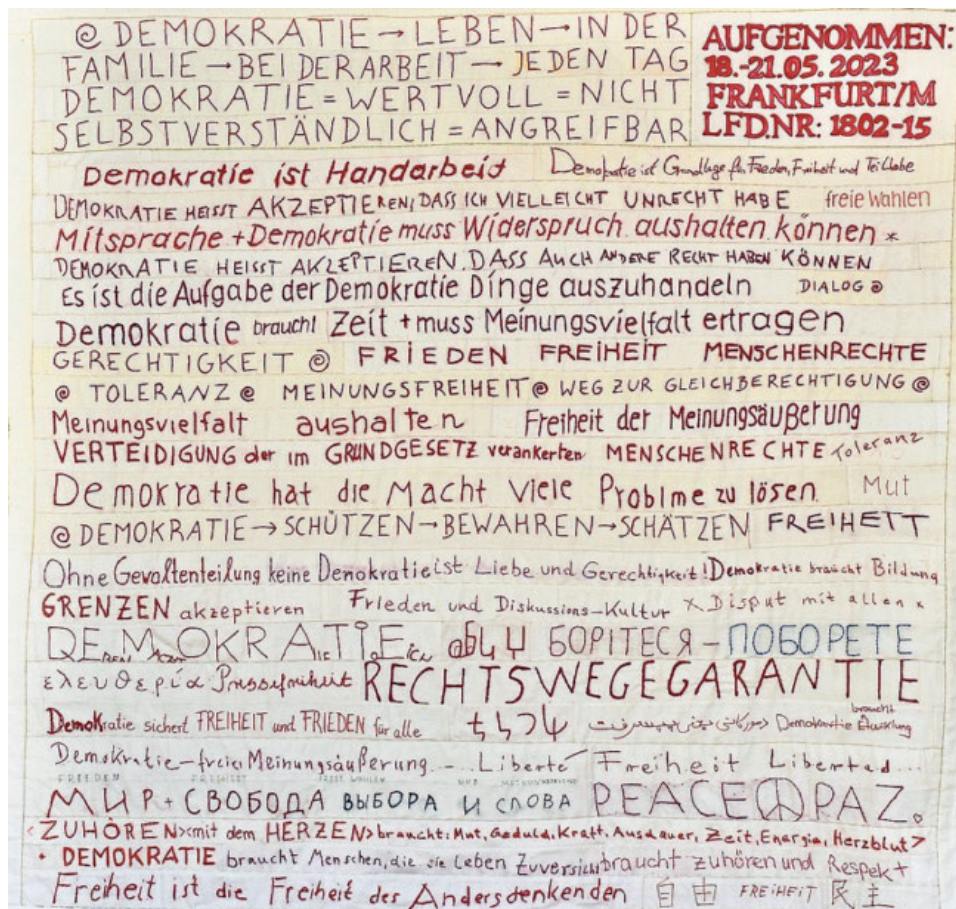 @ DEMOKRATIE → LEBEN → IN DER
FAMILIE → BEI DER ARBEIT → JEDEN TAG
DEMOKRATIE = WERTVOLL = NICHT
SELBSTVERSTÄNDLICH = ANGREIFBAR
AUFGENOMMEN:
18.-21.05.2023
FRANKFURT/M
LFD.NR: 1802-15
Demokratie ist Handarbeit Demokratie ist Grundlage für Frieden, Freiheit und Teilhabe
DEMOKRATIE HEISST AKZEPTIEREN, DASS ICH VIELLEICHT UNRECHT HABE freie Wahlen
Mitsprache + Demokratie muss Widerspruch aushalten können *
DEMOKRATIE HEISST AKZEPTIEREN, DASS AUCH ANDERE RECHT HABEN KÖNNEN
Es ist die Aufgabe der Demokratie Dinge auszuhandeln DIALOG @
Demokratie braucht Zeit + muss Meinungsvielfalt ertragen
GERECHTIGKEIT @ FRIEDEN FREIHEIT MENSCHENRECHTE
@ TOLERANZ @ MEINUNGSFREIHEIT @ WEG ZUR GLEICHBERECHTIGUNG @
Meinungsvielfalt aushalten Freiheit der Meinungsäußerung
VERTEIDIGUNG der im GRUNDGESETZ verankerten MENSCHENRECHTE Toleranz
Demokratie hat die Macht viele Problme zu lösen. Mut
@ DEMOKRATIE → SCHÜTZEN → BEWAHREN → SCHÄTZEN FREIHEIT
Ohne Gewaltenteilung keine Demokratie ist Liebe und Gerechtigkeit! Demokratie braucht Bildung
GRENZEN akzeptieren Frieden und Diskussions-Kultur x Disput mit allen x
DEMOKRATIE БОРІТЕСЯ – ПОБОРЕТЕ
ελευθερία Pressefreiheit RECHTSWEGEGARANTIE
Demokratie sichert FREIHEIT und FRIEDEN für alle Demokratie braucht
Demokratie – freie Meinungsäußerung -... Liberté Freiheit Libertad...
FRIEDEN FREIHEIT FREIE WAHLEN UND
МИР + СВОБОДА ВЫБОРА И СЛОВА PEACE ☮ PAZ.
<ZUHÖREN><mit dem HERZEN> braucht: Mut, Geduld, Kraft, Ausdauer, Zeit, Energie, Herzblut>
• DEMOKRATIE braucht Menschen, die sie leben Zuversicht braucht zuhören und Respekt
Freiheit ist die Freiheit des Andersdenkenden 自由 FREIHEIT 民主